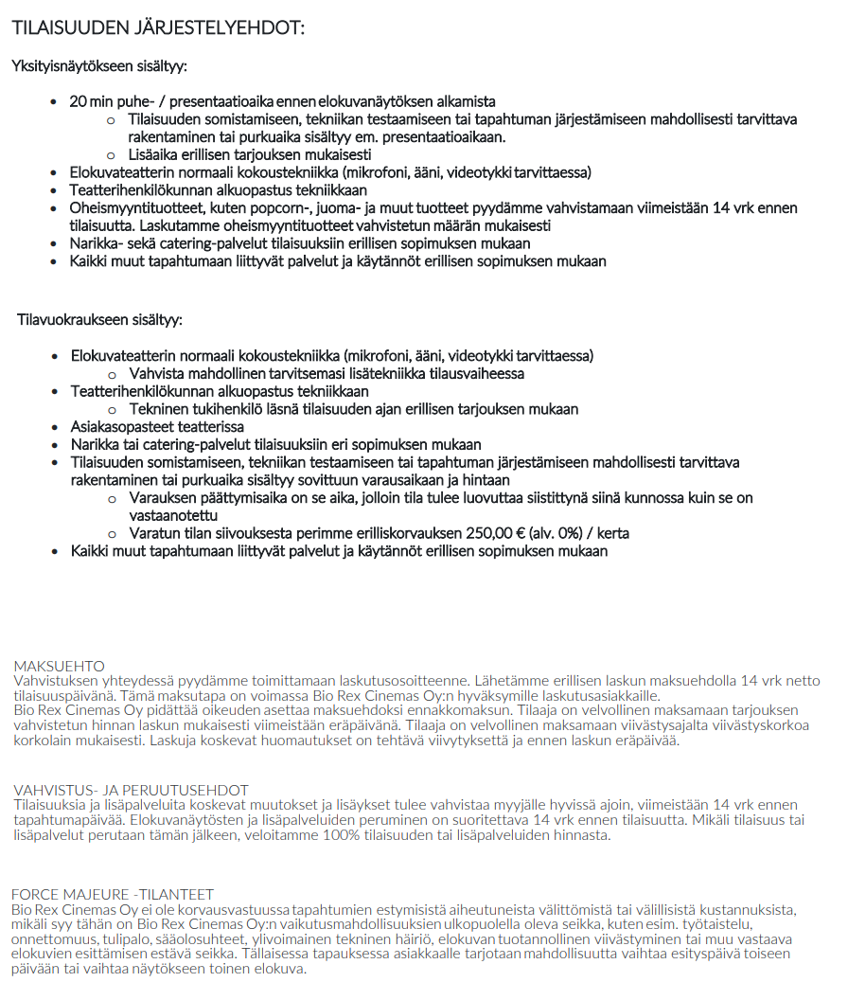 TILAISUUDEN JÄRJESTELYEHDOT:
Yksityisnäytökseen sisältyy:
• 20 min puhe- / presentaatioaika ennen elokuvanäytöksen alkamista
o Tilaisuuden somistamiseen, tekniikan testaamiseen tai tapahtuman järjestämiseen mahdollisesti tarvittava
rakentaminen tai purkuaika sisältyy em. presentaatioaikaan.
o Lisäaika erillisen tarjouksen mukaisesti
• Elokuvateatterin normaali kokoustekniikka (mikrofoni, ääni, videotykki tarvittaessa)
• Teatterihenkilökunnan alkuopastus tekniikkaan
• Oheismyyntituotteet, kuten popcorn-, juoma- ja muut tuotteet pyydämme vahvistamaan viimeistään 14 vrk ennen
tilaisuutta. Laskutamme oheismyyntituotteet vahvistetun määrän mukaisesti
• Narikka- sekä catering-palvelut tilaisuuksiin erillisen sopimuksen mukaan
• Kaikki muut tapahtumaan liittyvät palvelut ja käytännöt erillisen sopimuksen mukaan
Tilavuokraukseen sisältyy:
• Elokuvateatterin normaali kokoustekniikka (mikrofoni, ääni, videotykki tarvittaessa)
o Vahvista mahdollinen tarvitsemasi lisätekniikka tilausvaiheessa
• Teatterihenkilökunnan alkuopastus tekniikkaan
o Tekninen tukihenkilö läsnä tilaisuuden ajan erillisen tarjouksen mukaan
• Asiakasopasteet teatterissa
• Narikka tai catering-palvelut tilaisuuksiin eri sopimuksen mukaan
• Tilaisuuden somistamiseen, tekniikan testaamiseen tai tapahtuman järjestämiseen mahdollisesti tarvittava
rakentaminen tai purkuaika sisältyy sovittuun varausaikaan ja hintaan
o Varauksen päättymisaika on se aika, jolloin tila tulee luovuttaa siistittynä siinä kunnossa kuin se on
vastaanotettu
o Varatun tilan siivouksesta perimme erilliskorvauksen 250,00 € (alv. 0%) / kerta
• Kaikki muut tapahtumaan liittyvät palvelut ja käytännöt erillisen sopimuksen mukaan
MAKSUEHTO
Vahvistuksen yhteydessä pyydämme toimittamaan laskutusosoitteenne. Lähetämme erillisen laskun maksuehdolla 14 vrk netto
tilaisuuspäivänä. Tämä maksutapa on voimassa Bio Rex Cinemas Oy:n hyväksymille laskutusasiakkaille.
Bio Rex Cinemas Oy pidättää oikeuden asettaa maksuehdoksi ennakkomaksun. Tilaaja on velvollinen maksamaan tarjouksen
vahvistetun hinnan laskun mukaisesti viimeistään eräpäivänä. Tilaaja on velvollinen maksamaan viivästysajalta viivästyskorkoa
korkolain mukaisesti. Laskuja koskevat huomautukset on tehtävä viivytyksettä ja ennen laskun eräpäivää.
VAHVISTUS- JA PERUUTUSEHDOT
Tilaisuuksia ja lisäpalveluita koskevat muutokset ja lisäykset tulee vahvistaa myyjälle hyvissä ajoin, viimeistään 14 vrk ennen
tapahtumapäivää. Elokuvanäytösten ja lisäpalveluiden peruminen on suoritettava 14 vrk ennen tilaisuutta. Mikäli tilaisuus tai
lisäpalvelut perutaan tämän jälkeen, veloitamme 100% tilaisuuden tai lisäpalveluiden hinnasta.
FORCE MAJEURE -TILANTEET
Bio Rex Cinemas Oy ei ole korvausvastuussa tapahtumien estymisistä aiheutuneista välittömistä tai välillisistä kustannuksista,
mikäli syy tähän on Bio Rex Cinemas Oy:n vaikutusmahdollisuuksien ulkopuolella oleva seikka, kuten esim. työtaistelu,
onnettomuus, tulipalo, sääolosuhteet, ylivoimainen tekninen häiriö, elokuvan tuotannollinen viivästyminen tai muu vastaava
elokuvien esittämisen estävä seikka. Tällaisessa tapauksessa asiakkaalle tarjotaan mahdollisuutta vaihtaa esityspäivä toiseen
päivään tai vaihtaa näytökseen toinen elokuva.